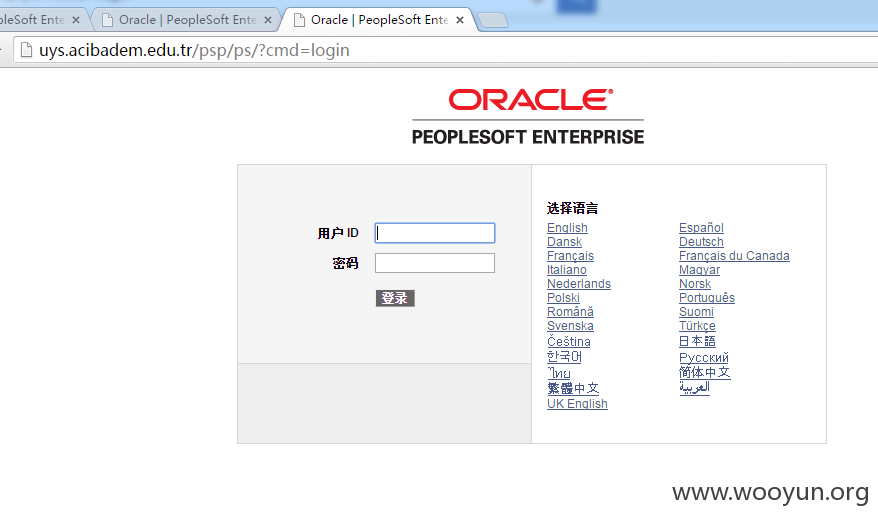 pleSoft Ente
Oracle | PeopleSoft Ente
Oracle | PeopleSoft Ente
uys.acibadem.edu.tr/psp/ps/?cmd=login
ORACLE®
PEOPLESOFT ENTERPRISE
用户 ID
密码
登录
选择语言
English Español
Dansk Deutsch
Français Français du Canada
Italiano Magyar
Nederlands Norsk
Polski Português
Română Suomi
Svenska Türkçe
Čeština 日本語
한국어 Русский
ไทย 简体中文
繁體中文 العربية
UK English
www.wooyun.org